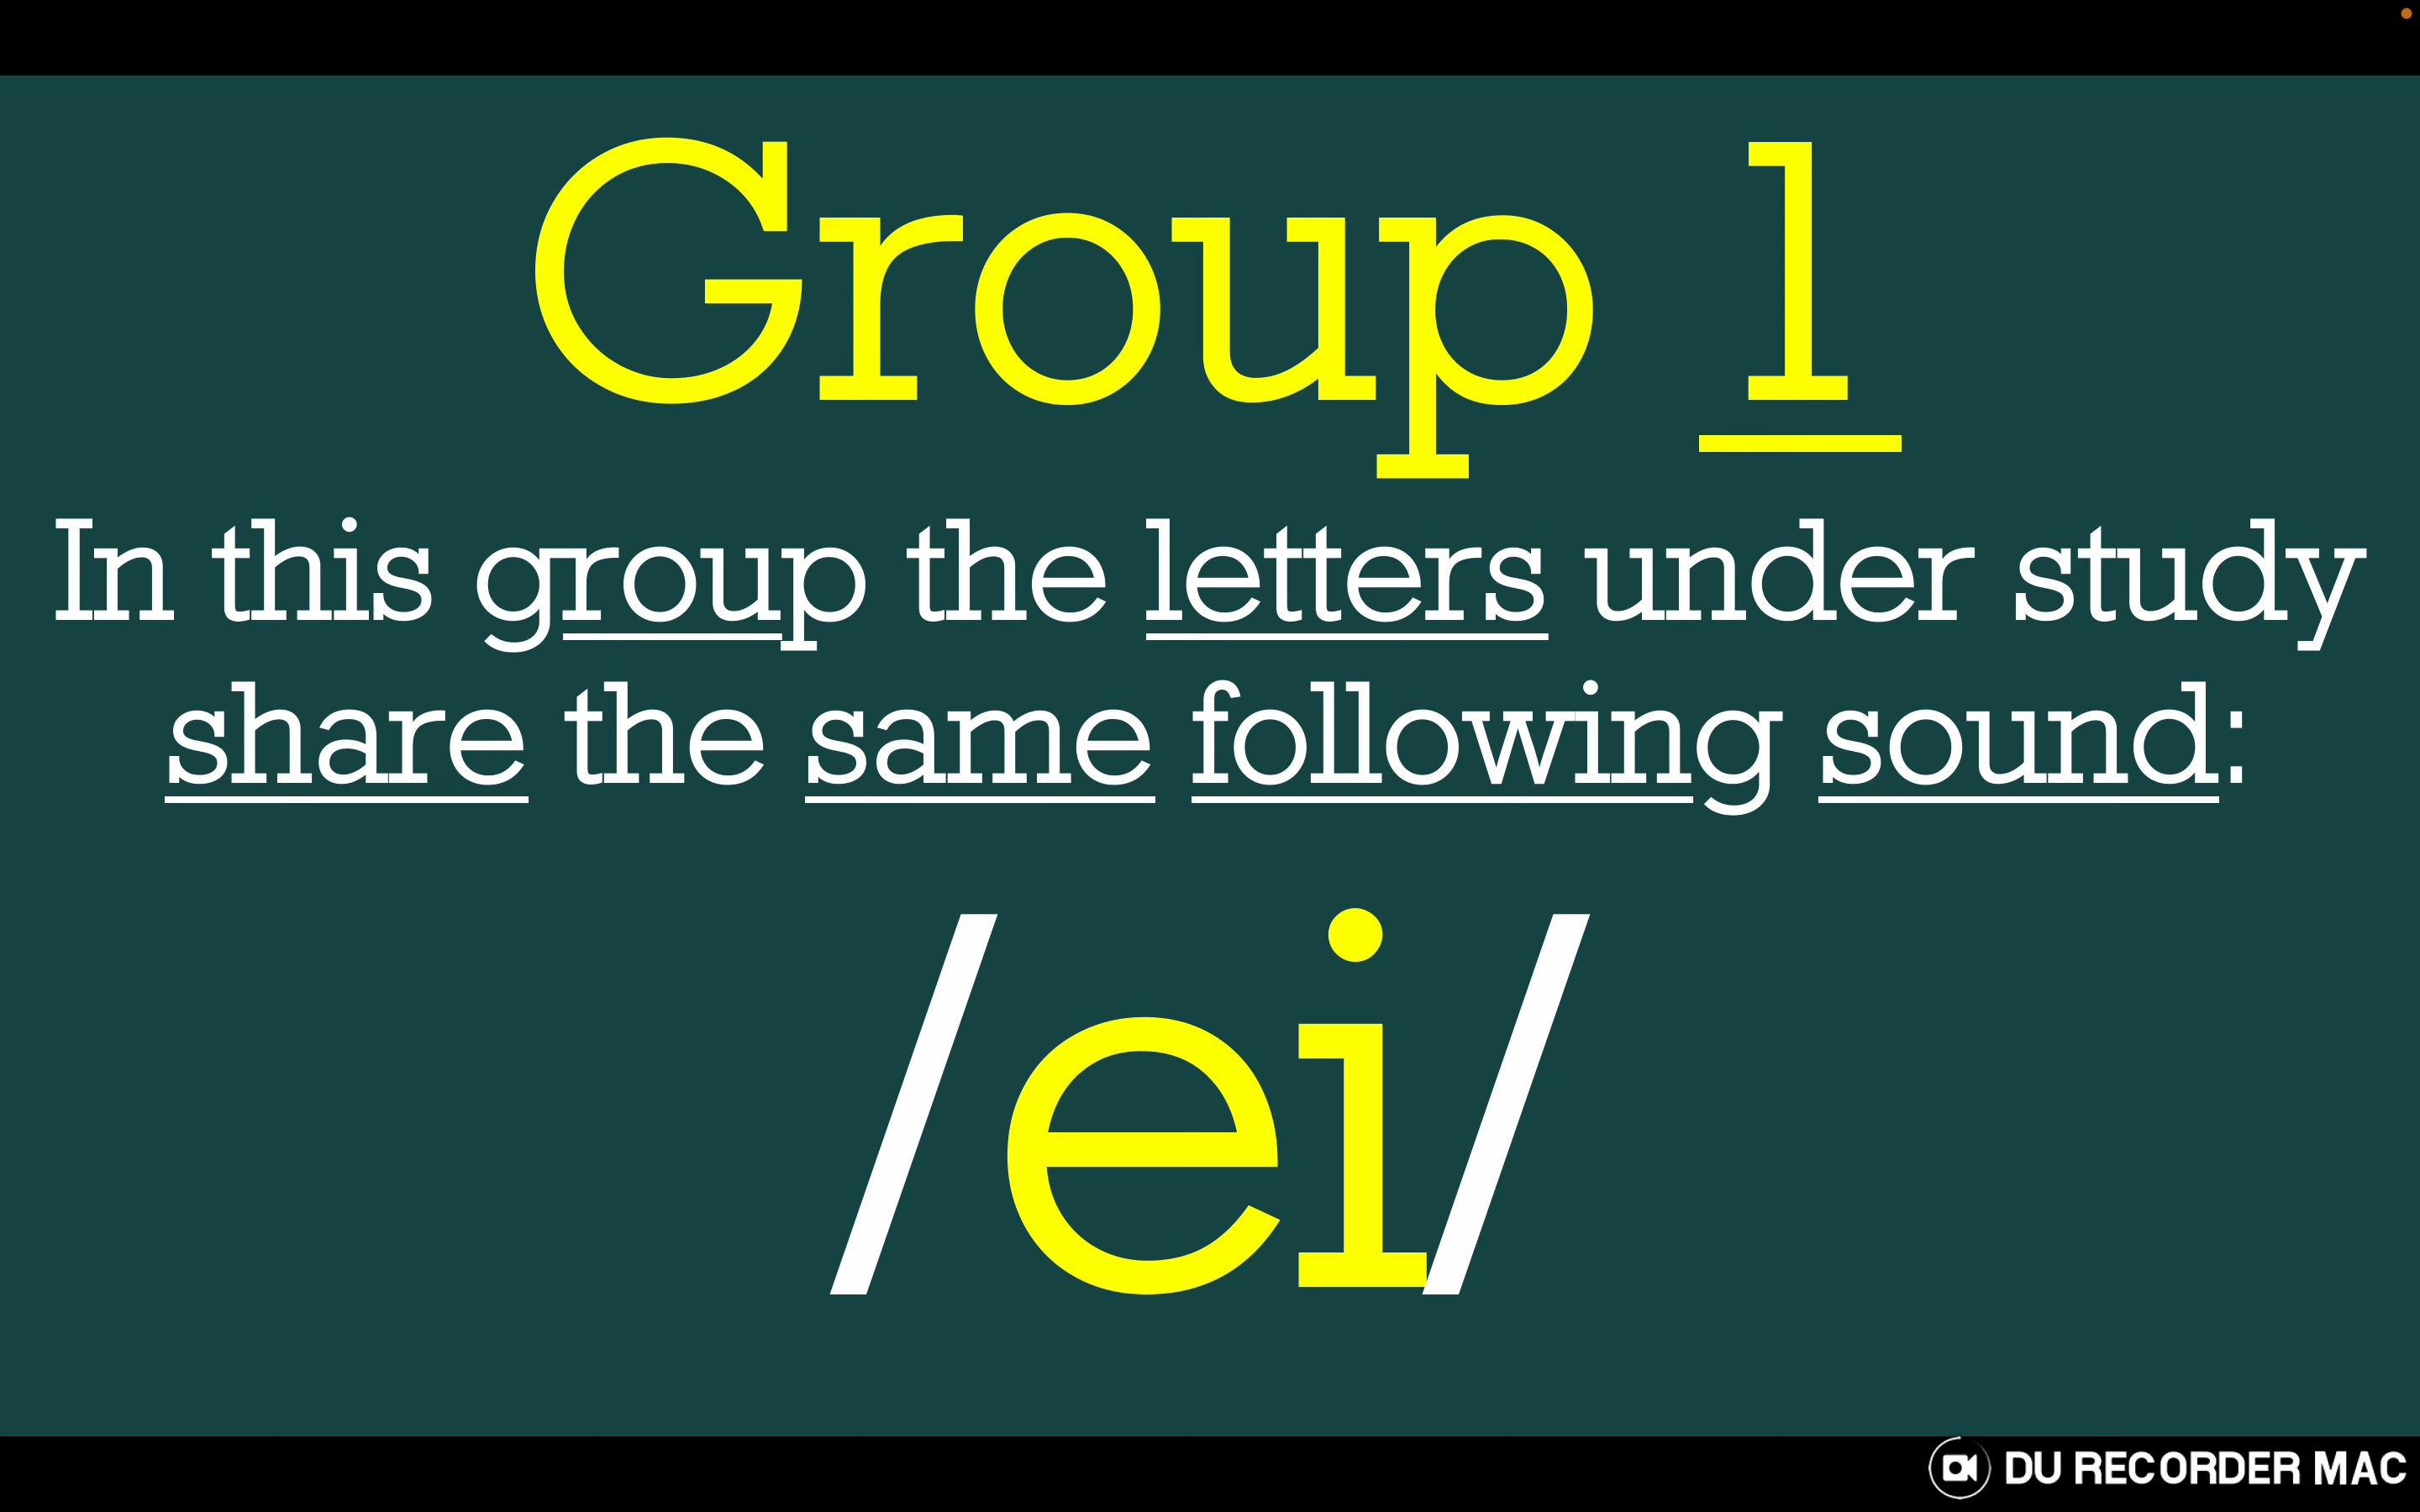 Group 1
In this group the letters under study
share the same following sound:
/ei/
DU RECORDER MAC